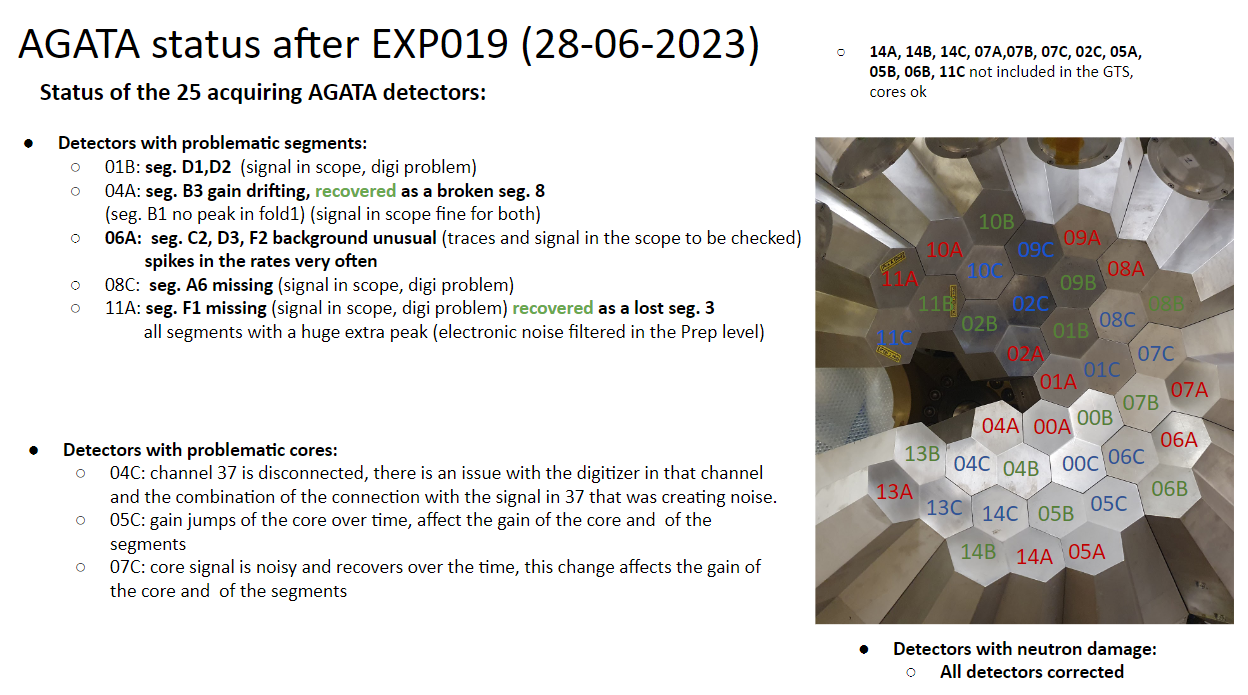 AGATA status after EXP019 (28-06-2023)
Status of the 25 acquiring AGATA detectors:
● Detectors with problematic segments:
○ 01B: seg. D1,D2 (signal in scope, digi problem)
○ 04A: seg. B3 gain drifting, recovered as a broken seg. 8
(seg. B1 no peak in fold1) (signal in scope fine for both)
○ 06A: seg. C2, D3, F2 background unusual (traces and signal in the scope to be checked)
spikes in the rates very often
○ 08C: seg. A6 missing (signal in scope, digi problem)
○ 11A: seg. F1 missing (signal in scope, digi problem) recovered as a lost seg. 3
all segments with a huge extra peak (electronic noise filtered in the Prep level)
● Detectors with problematic cores:
○ 04C: channel 37 is disconnected, there is an issue with the digitizer in that channel
and the combination of the connection with the signal in 37 that was creating noise.
○ 05C: gain jumps of the core over time, affect the gain of the core and of the
segments
○ 07C: core signal is noisy and recovers over the time, this change affects the gain of
the core and of the segments
○ 14A, 14B, 14C, 07A,07B, 07C, 02C, 05A,
05B, 06B, 11C not included in the GTS,
cores ok
10B
10A 09C 09A
11A 10C 08A
11B 02C 09B 08B
11C 02B 01B 08C
02A 01C 07C
01A 07B 07A
04A 00A 00B
13B 04C 04B 00C 06C 06A
13A 13C 14C 05B 05C 06B
14B 14A 05A
● Detectors with neutron damage:
○ All detectors corrected